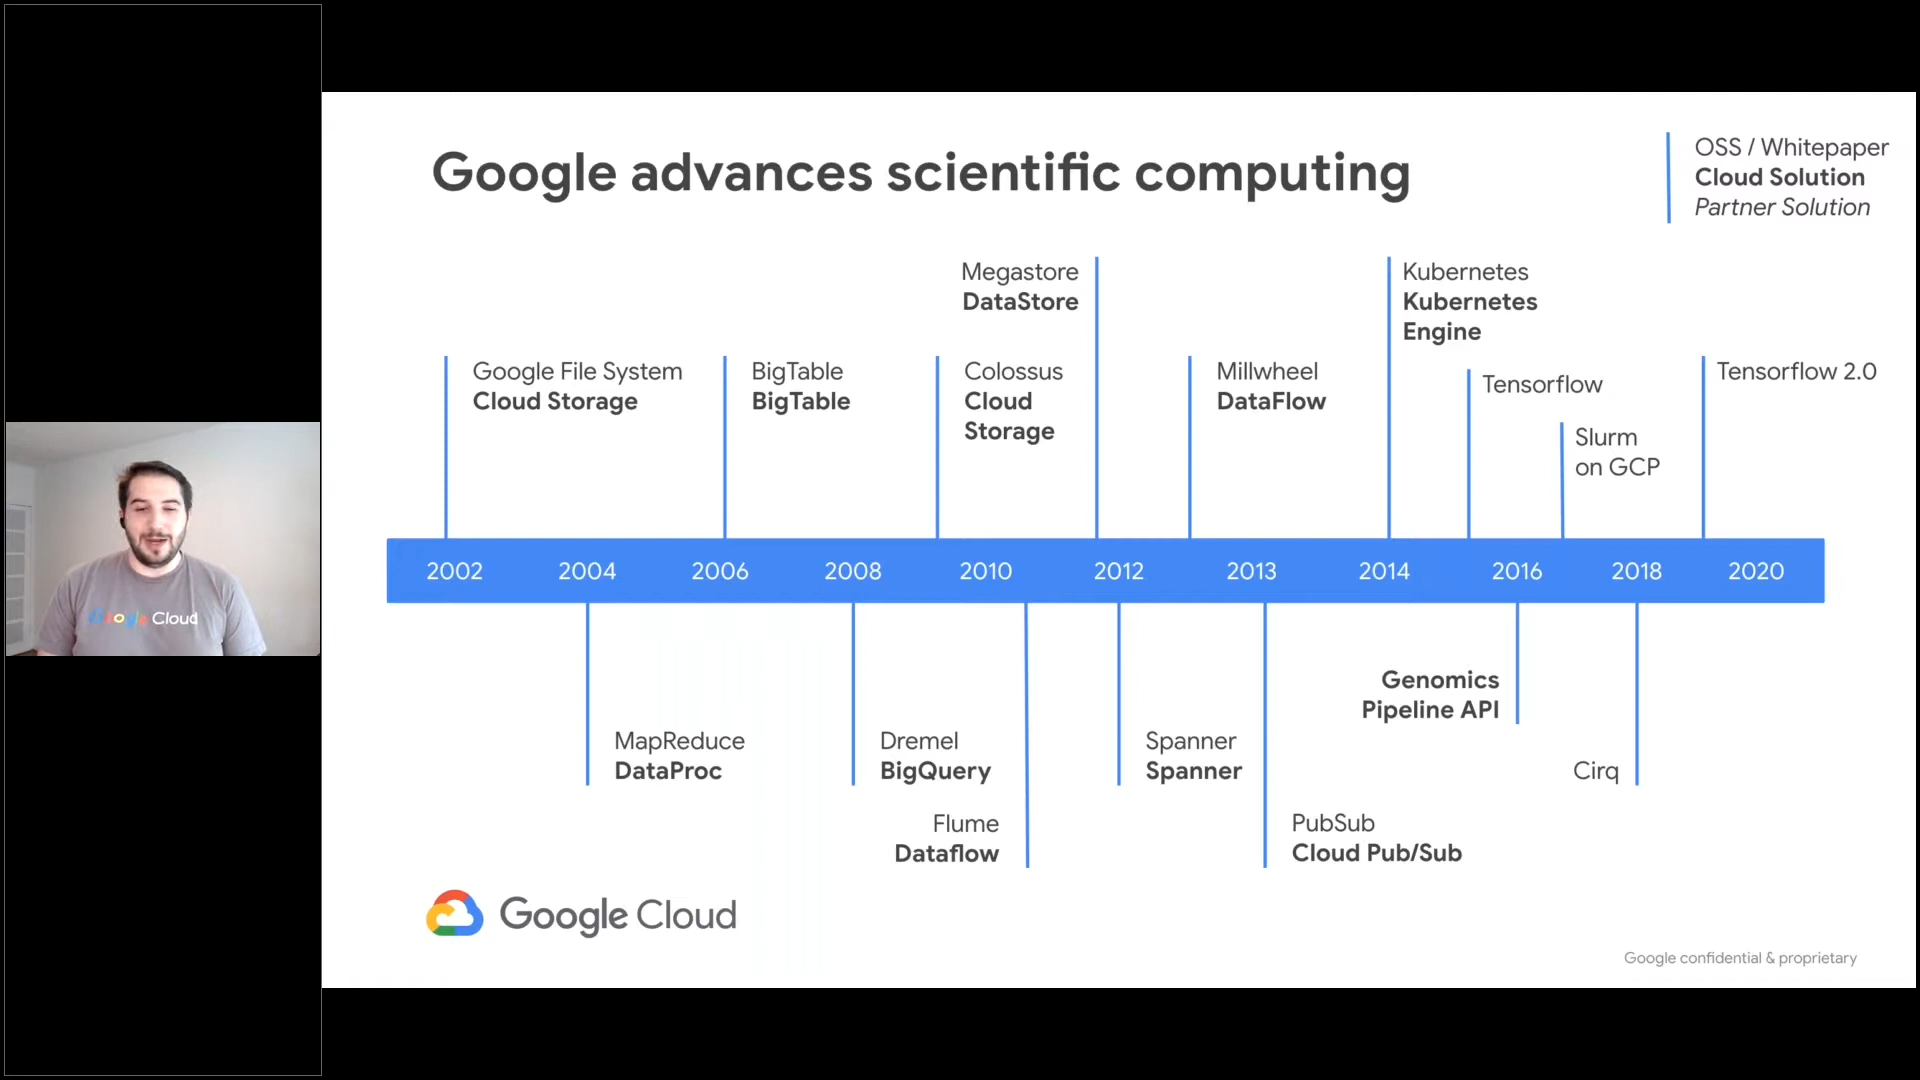 Google advances scientific computing
OSS / Whitepaper
Cloud Solution
Partner Solution
Megastore
DataStore
Kubernetes
Kubernetes
Engine
Google File System
Cloud Storage
BigTable
BigTable
Colossus
Cloud
Storage
Millwheel
DataFlow
Tensorflow
Slurm
on GCP
Tensorflow 2.0
2002 2004 2006 2008 2010 2012 2013 2014 2016 2018 2020
MapReduce
DataProc
Dremel
BigQuery
Flume
Dataflow
Spanner
Spanner
PubSub
Cloud Pub/Sub
Genomics
Pipeline API
Cirq
Google Cloud
Google confidential & proprietary
Google Cloud